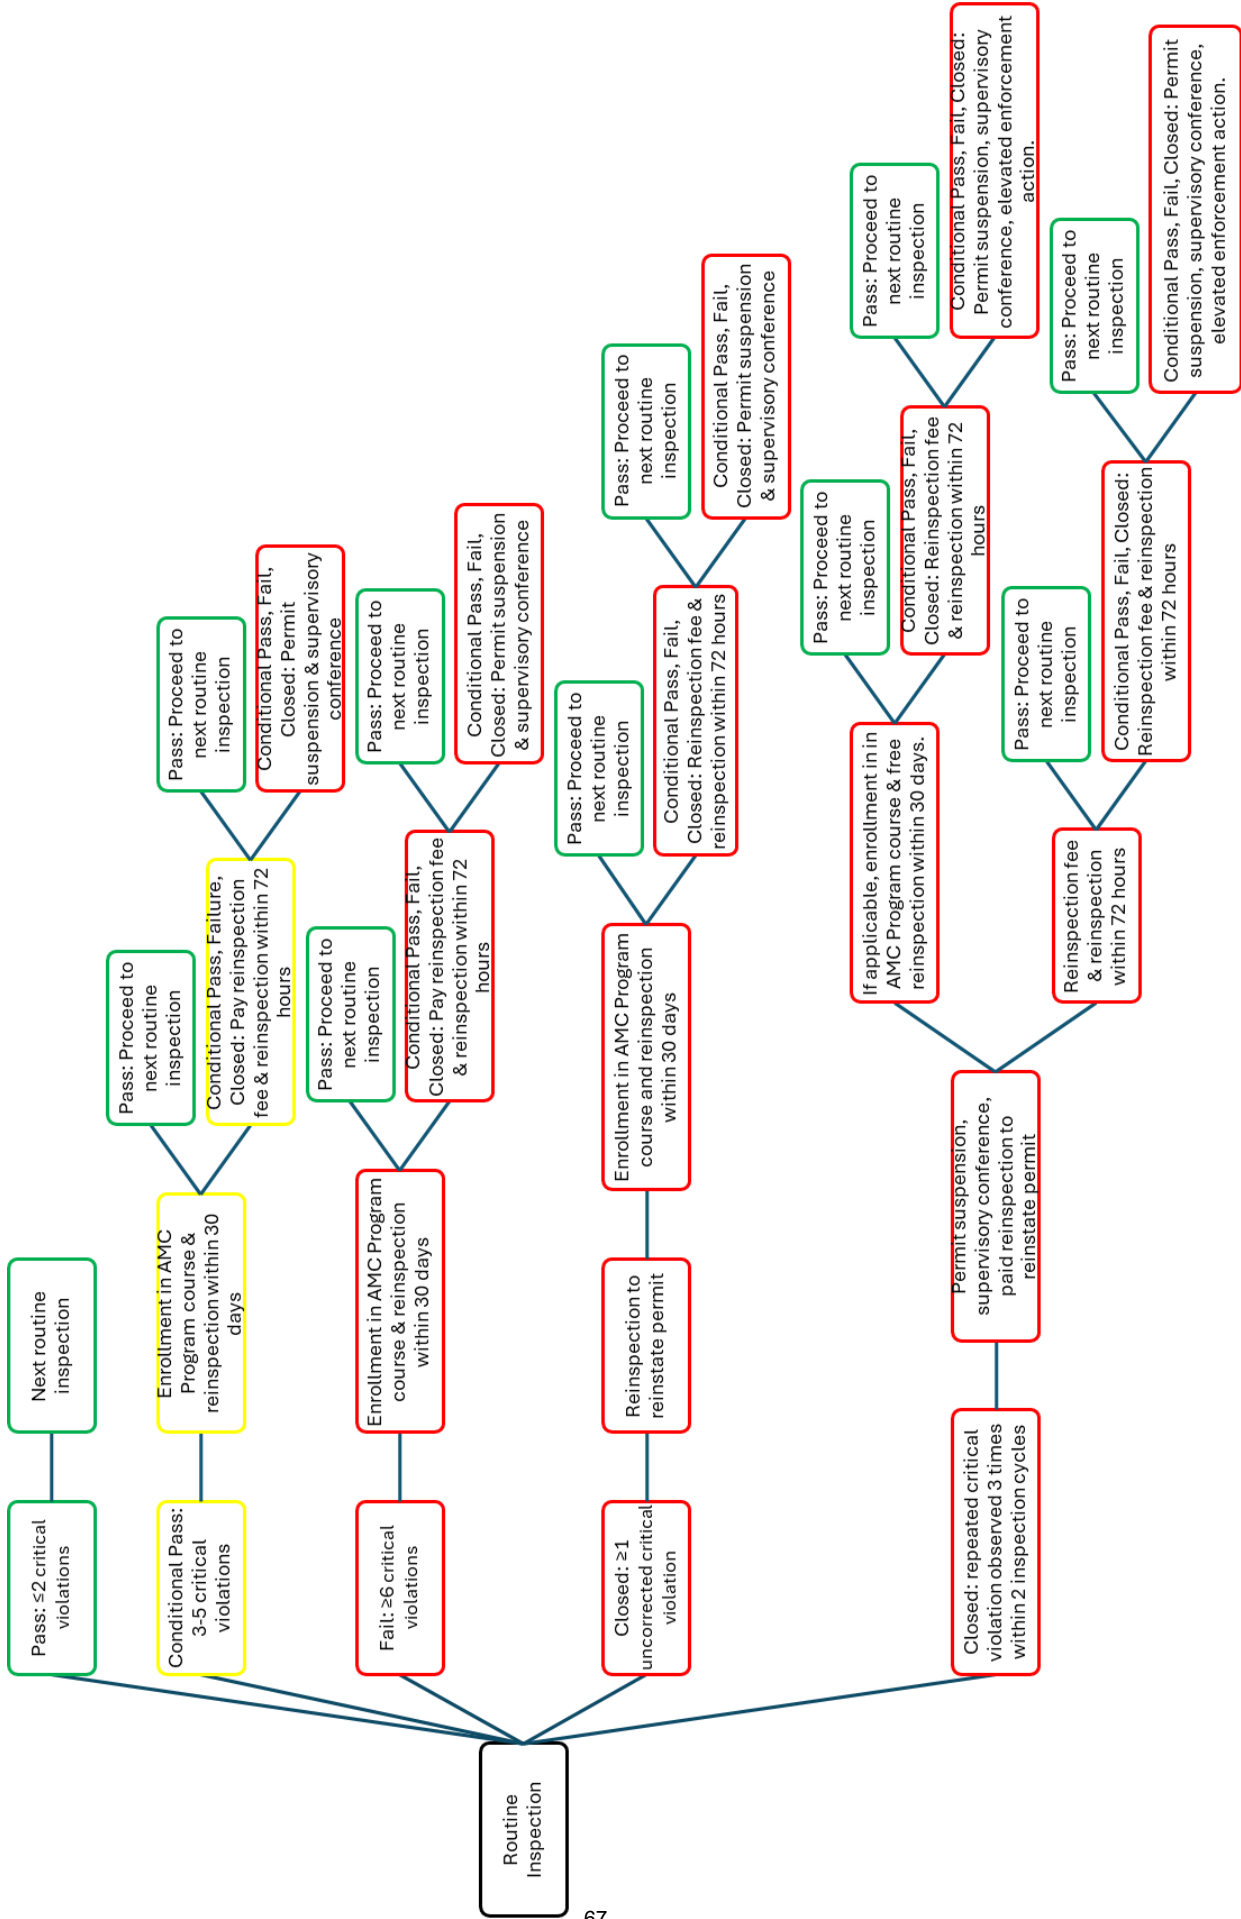 Routine
Inspection
Pass: ≤2 critical
violations
Next routine
inspection
Conditional Pass:
3-5 critical
violations
Enrollment in AMC
Program course &
reinspection within 30
days
Pass: Proceed to
next routine
inspection
Conditional Pass, Failure,
Closed: Pay reinspection
fee & reinspection within 72
hours
Pass: Proceed to
next routine
inspection
Conditional Pass, Fail,
Closed: Permit
suspension & supervisory
conference
Fail: ≥6 critical
violations
Enrollment in AMC Program
course & reinspection
within 30 days
Pass: Proceed to
next routine
inspection
Conditional Pass, Fail,
Closed: Pay reinspection fee
& reinspection within 72
hours
Pass: Proceed to
next routine
inspection
Conditional Pass, Fail,
Closed: Permit suspension
& supervisory conference
Closed: ≥1
uncorrected critical
violation
Reinspection to
reinstate permit
Enrollment in AMC Program
course and reinspection
within 30 days
Pass: Proceed to
next routine
inspection
Conditional Pass, Fail,
Closed: Reinspection fee &
reinspection within 72 hours
Pass: Proceed to
next routine
inspection
Conditional Pass, Fail,
Closed: Permit suspension
& supervisory conference
Closed: repeated critical
violation observed 3 times
within 2 inspection cycles
Permit suspension,
supervisory conference,
paid reinspection to
reinstate permit
If applicable, enrollment in in
AMC Program course & free
reinspection within 30 days.
Pass: Proceed to
next routine
inspection
Conditional Pass, Fail,
Closed: Reinspection fee
& reinspection within 72
hours
Pass: Proceed to
next routine
inspection
Conditional Pass, Fail, Closed:
Permit suspension, supervisory
conference, elevated enforcement
action.
Reinspection fee
& reinspection
within 72 hours
Pass: Proceed to
next routine
inspection
Conditional Pass, Fail, Closed:
Reinspection fee & reinspection
within 72 hours
Pass: Proceed to
next routine
inspection
Conditional Pass, Fail, Closed: Permit
suspension, supervisory conference,
elevated enforcement action.
67